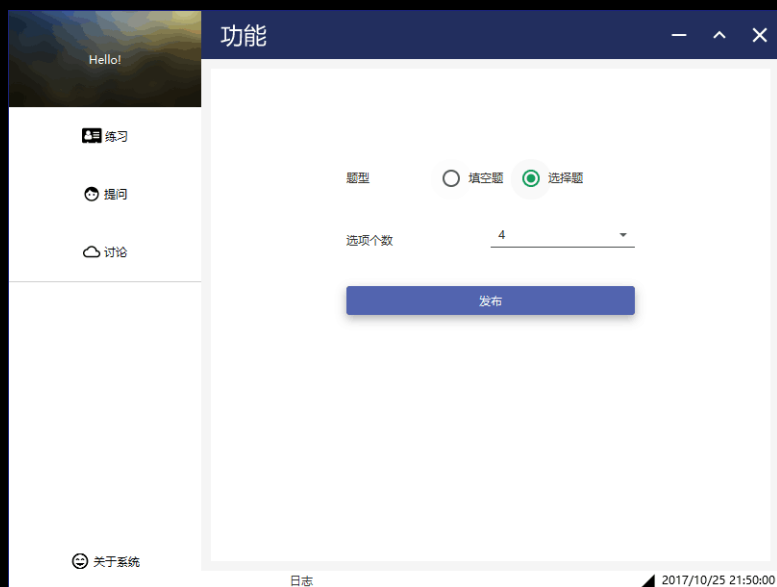 Hello!
功能
练习
提问
讨论
题型
填空题
选择题
选项个数
4
发布
关于系统
日志
2017/10/25 21:50:00